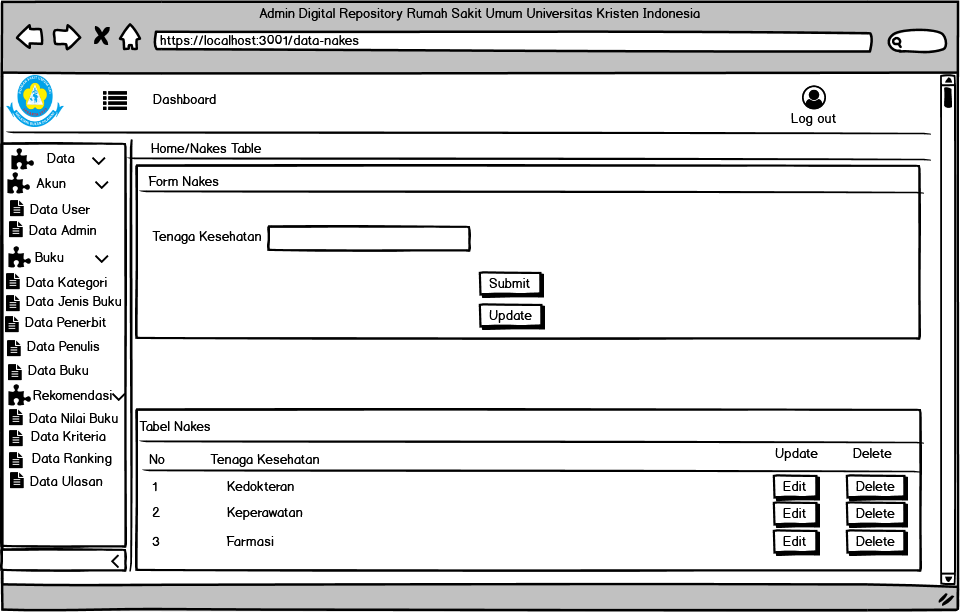 Admin Digital Repository Rumah Sakit Umum Universitas Kristen Indonesia
https://localhost:3001/data-nakes
Dashboard
Log out
Data
Akun
Data User
Data Admin
Buku
Data Kategori
Data Jenis Buku
Data Penerbit
Data Penulis
Data Buku
Rekomendasi
Data Nilai Buku
Data Kriteria
Data Ranking
Data Ulasan
Home/Nakes Table
Form Nakes
Tenaga Kesehatan
Submit
Update
Tabel Nakes
No Tenaga Kesehatan Update Delete
1 Kedokteran Edit Delete
2 Keperawatan Edit Delete
3 Farmasi Edit Delete